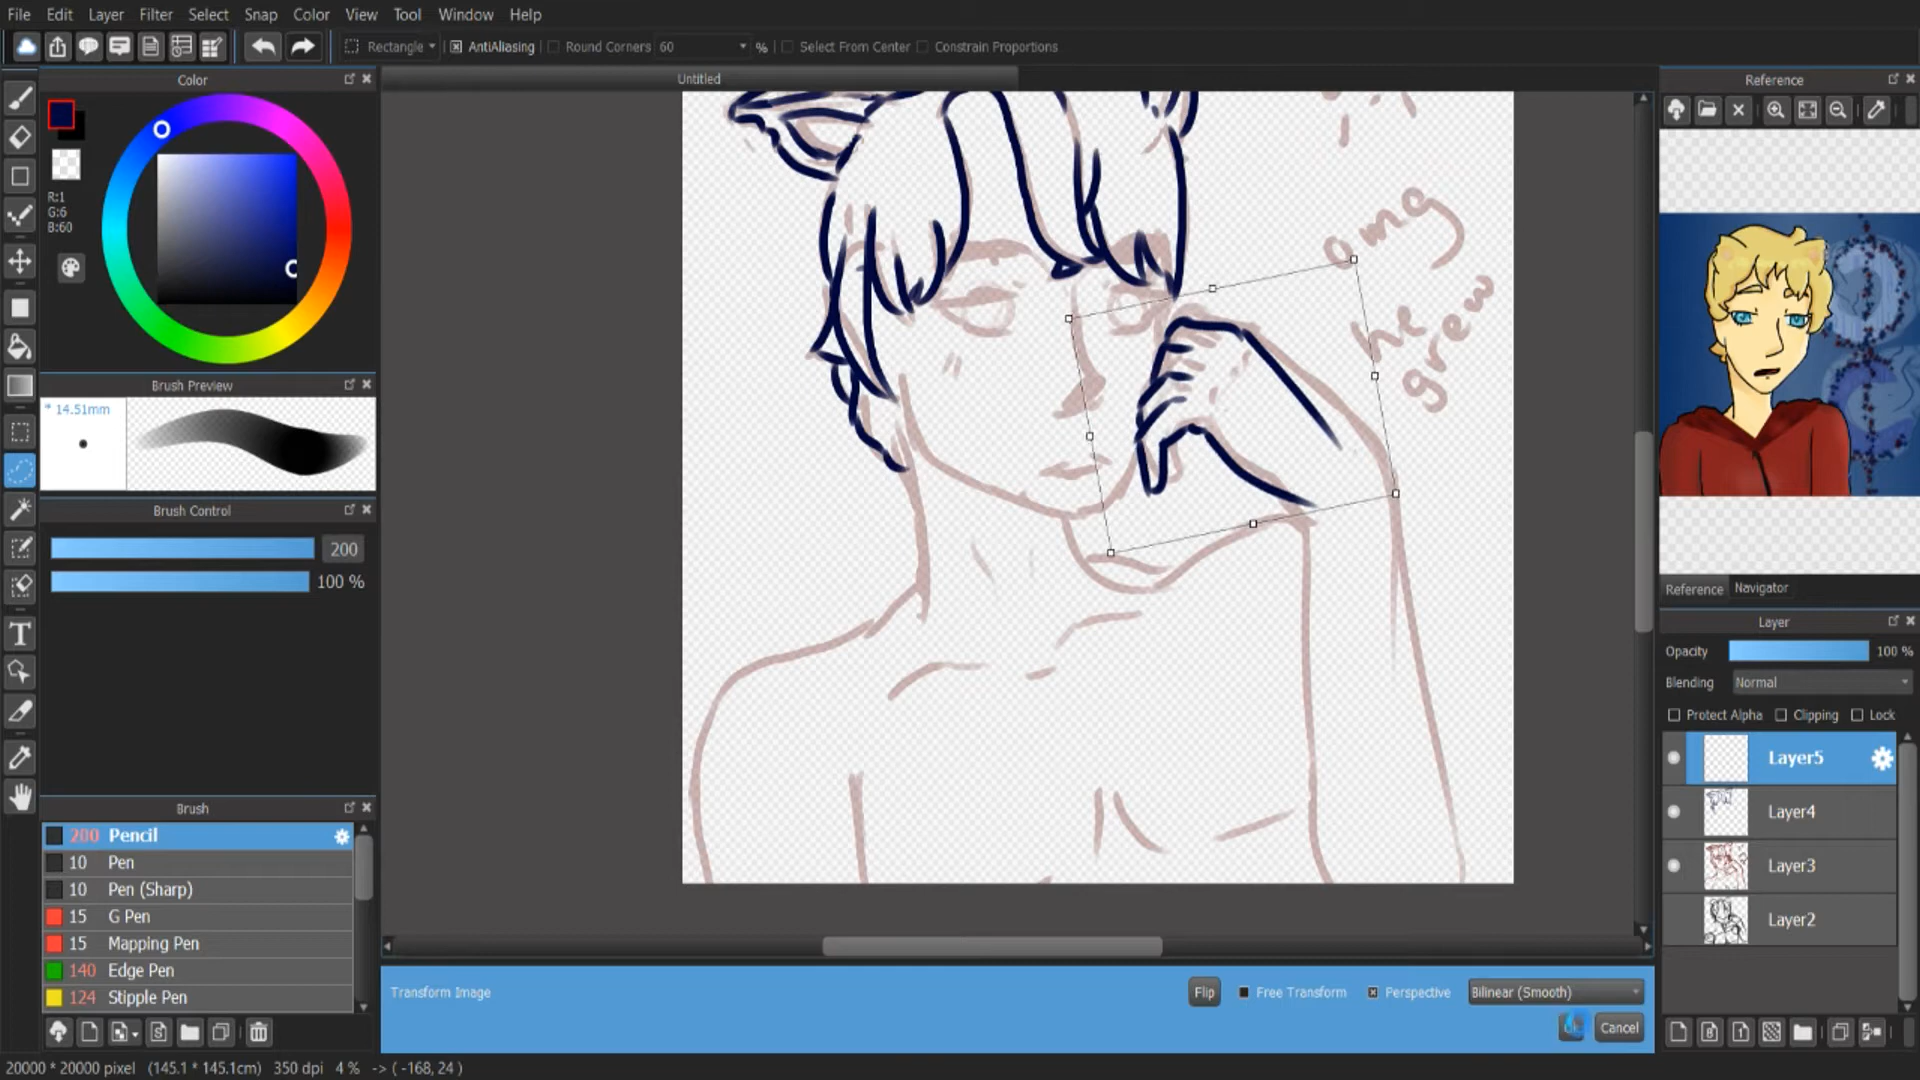 File Edit Layer Filter Select Snap Color View Tool Window Help
Rectangle AntiAliasing Round Corners 60 % Select From Center Constrain Proportions
Color
Untitled
Reference
R:1
G:6
B:60
Brush Preview
* 14.51mm
Brush Control
200
100 %
omg
he
grew
Reference Navigator
Layer
Opacity 100 %
Blending Normal
Protect Alpha Clipping Lock
Layer5
Layer4
Layer3
Layer2
Brush
200 Pencil
10 Pen
10 Pen (Sharp)
15 G Pen
15 Mapping Pen
140 Edge Pen
124 Stipple Pen
Transform Image
Flip Free Transform Perspective Bilinear (Smooth)
Cancel
20000 * 20000 pixel (145.1 * 145.1cm) 350 dpi 4 % -> ( -168, 24 )